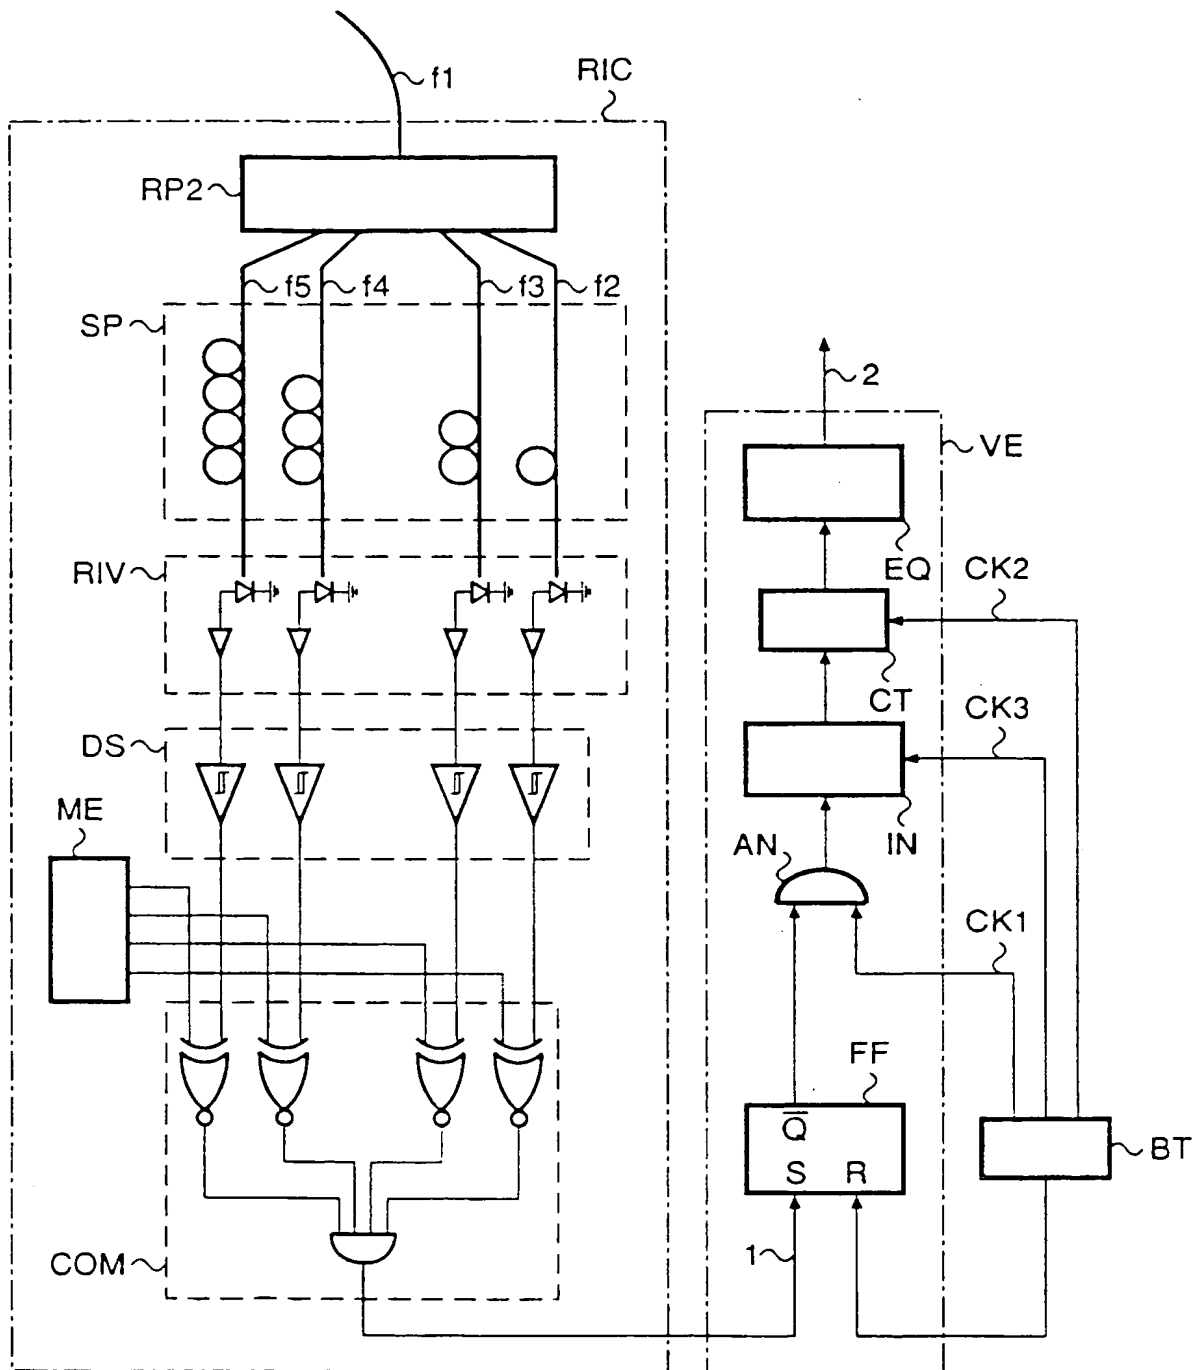 f1
RIC
RP2
f5 f4 f3 f2
SP
2
VE
RIV
EQ CK2
CT CK3
DS
ME
AN IN
CK1
FF
Q̅
S R
BT
COM
1